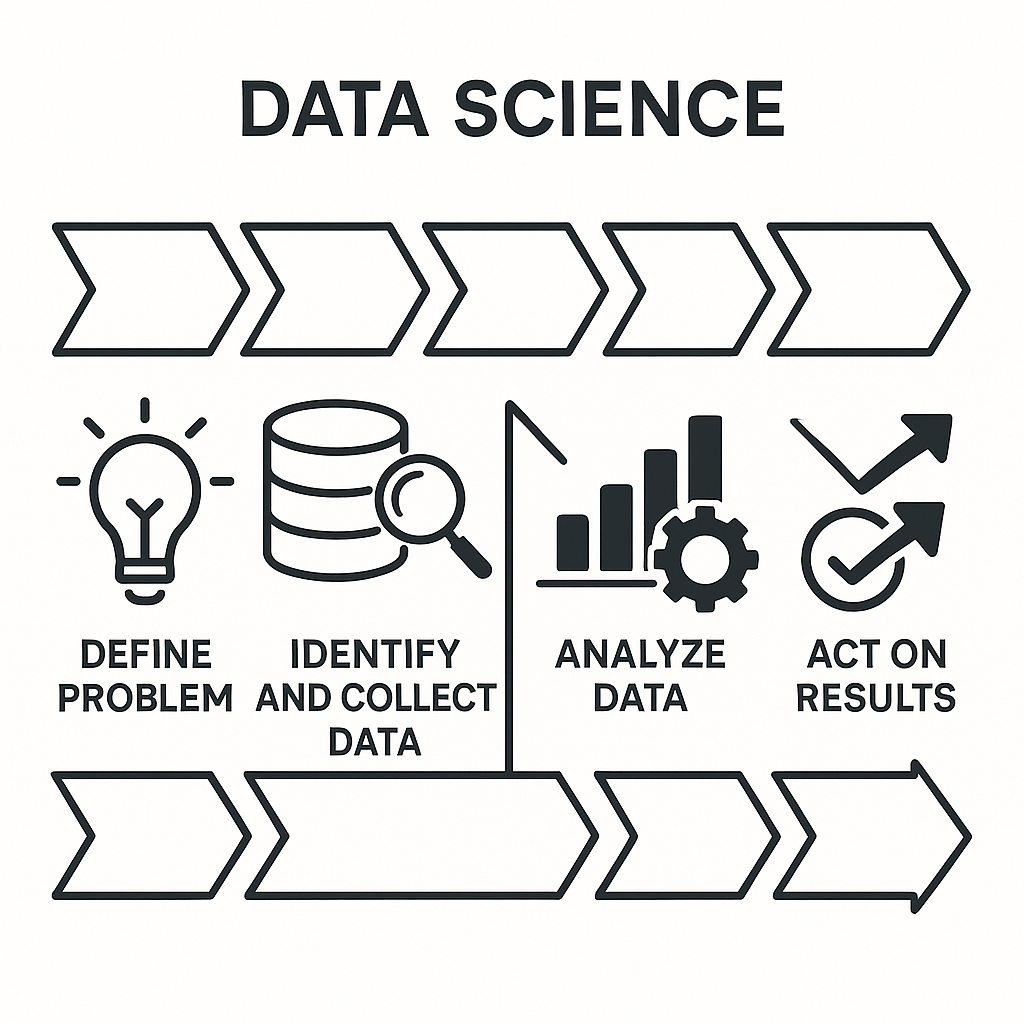 DATA SCIENCE
DEFINE
PROBLEM
IDENTIFY
AND COLLECT
DATA
ANALYZE
DATA
ACT ON
RESULTS